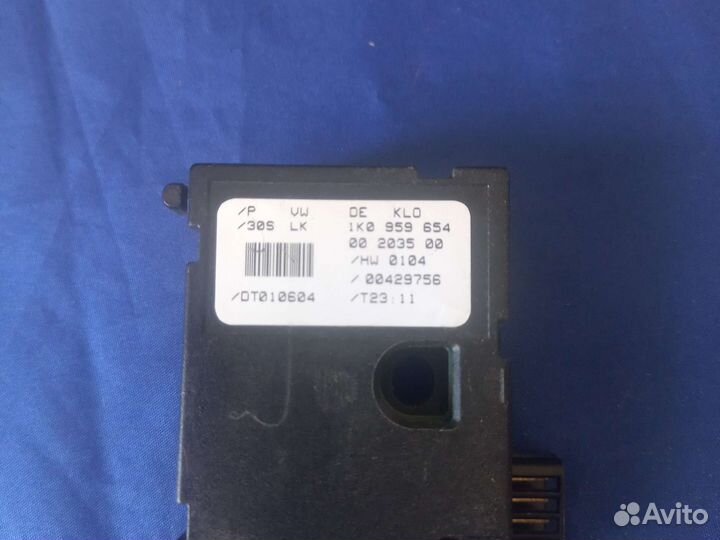 /P VW DE KLO
/30S LK 1K0 959 654
00 2035 00
/HW 0104
/00429756
/DT010604 /T23:11
Avito